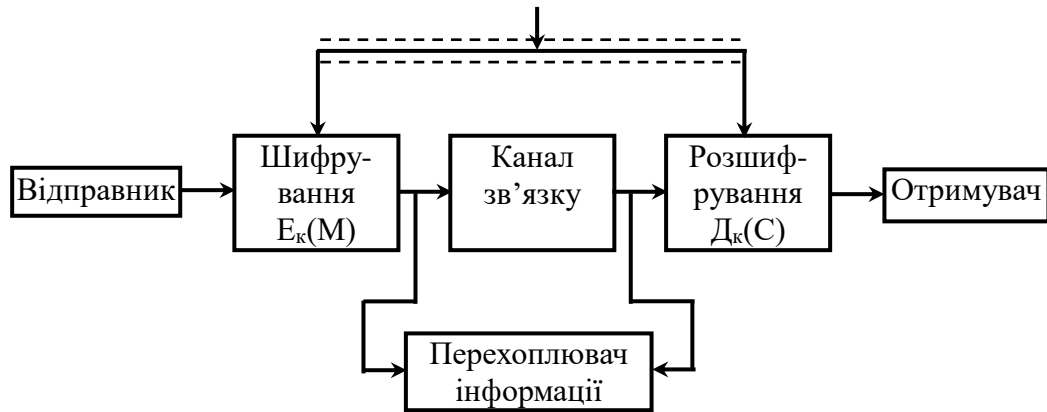 Відправник
Шифру-
вання
Eк(M)
Канал
зв’язку
Розшиф-
рування
Дк(C)
Отримувач
Перехоплювач
інформації